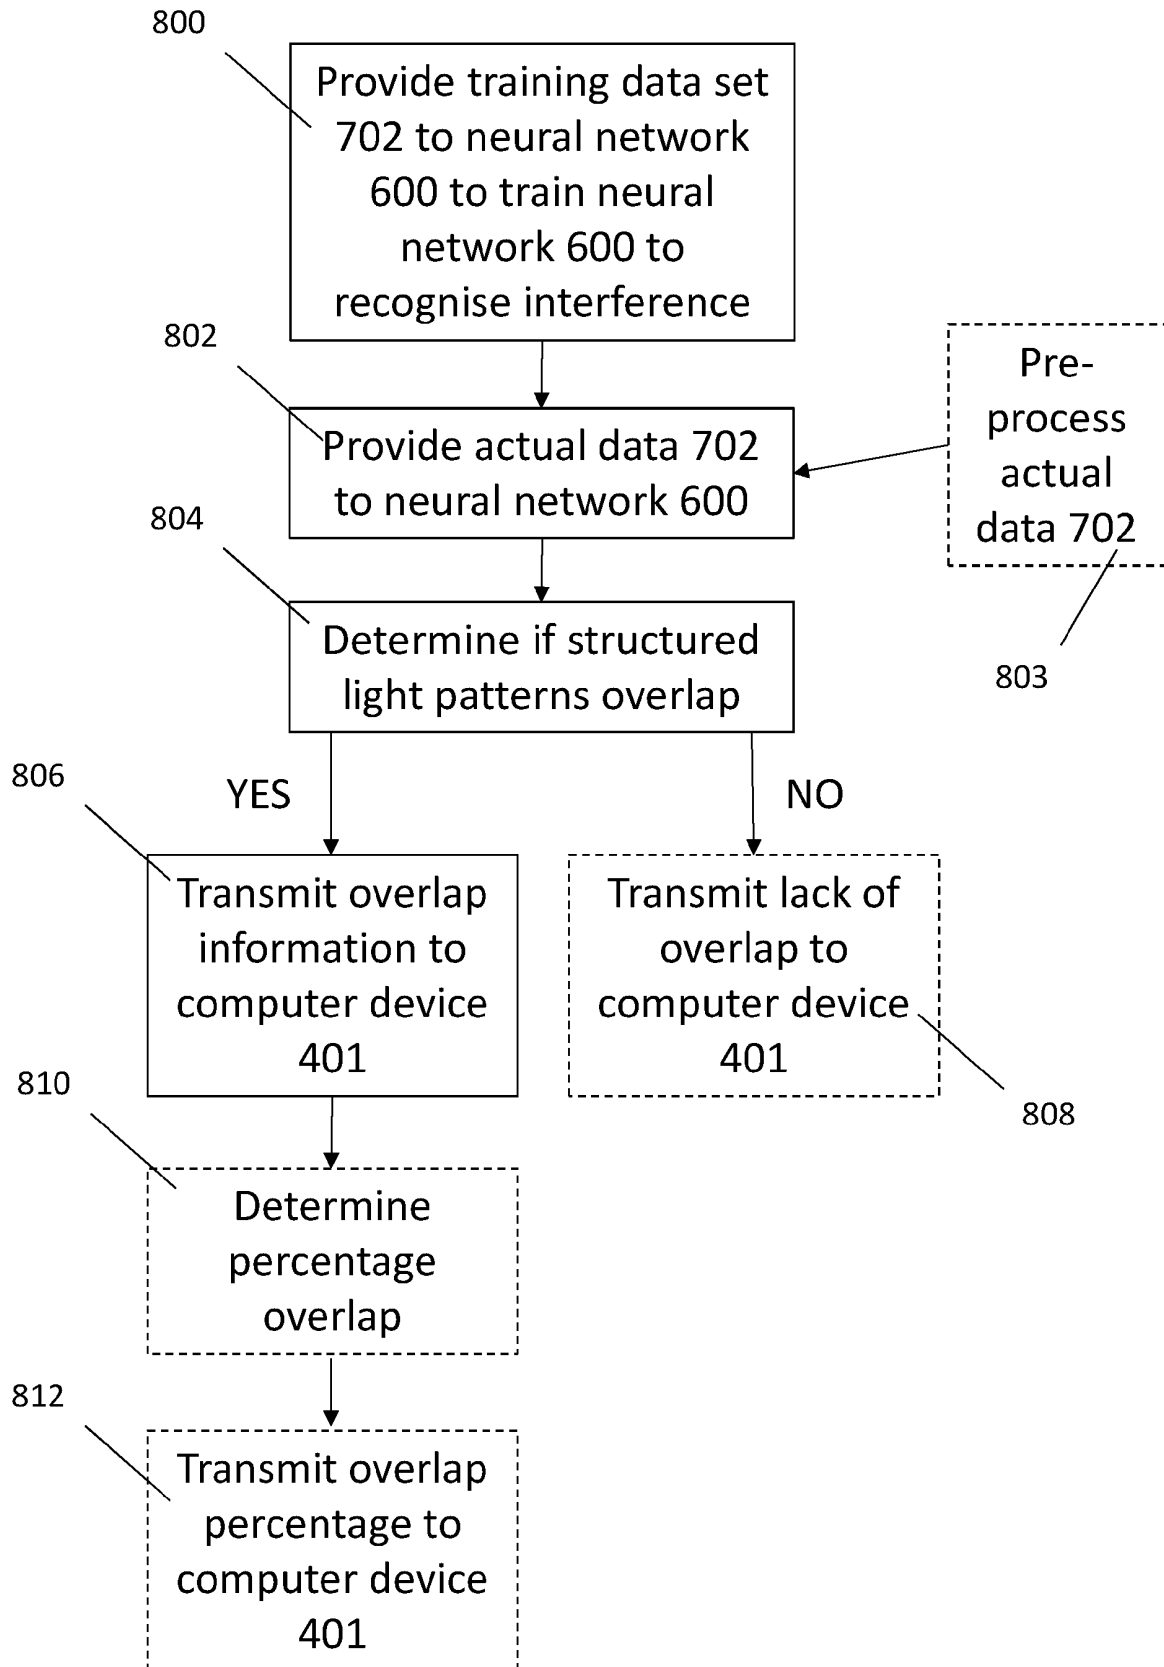 800
Provide training data set
702 to neural network
600 to train neural
network 600 to
recognise interference
802
Provide actual data 702
to neural network 600
Pre-
process
actual
data 702
803
804
Determine if structured
light patterns overlap
806
YES
NO
Transmit overlap
information to
computer device
401
Transmit lack of
overlap to
computer device
401
808
810
Determine
percentage
overlap
812
Transmit overlap
percentage to
computer device
401